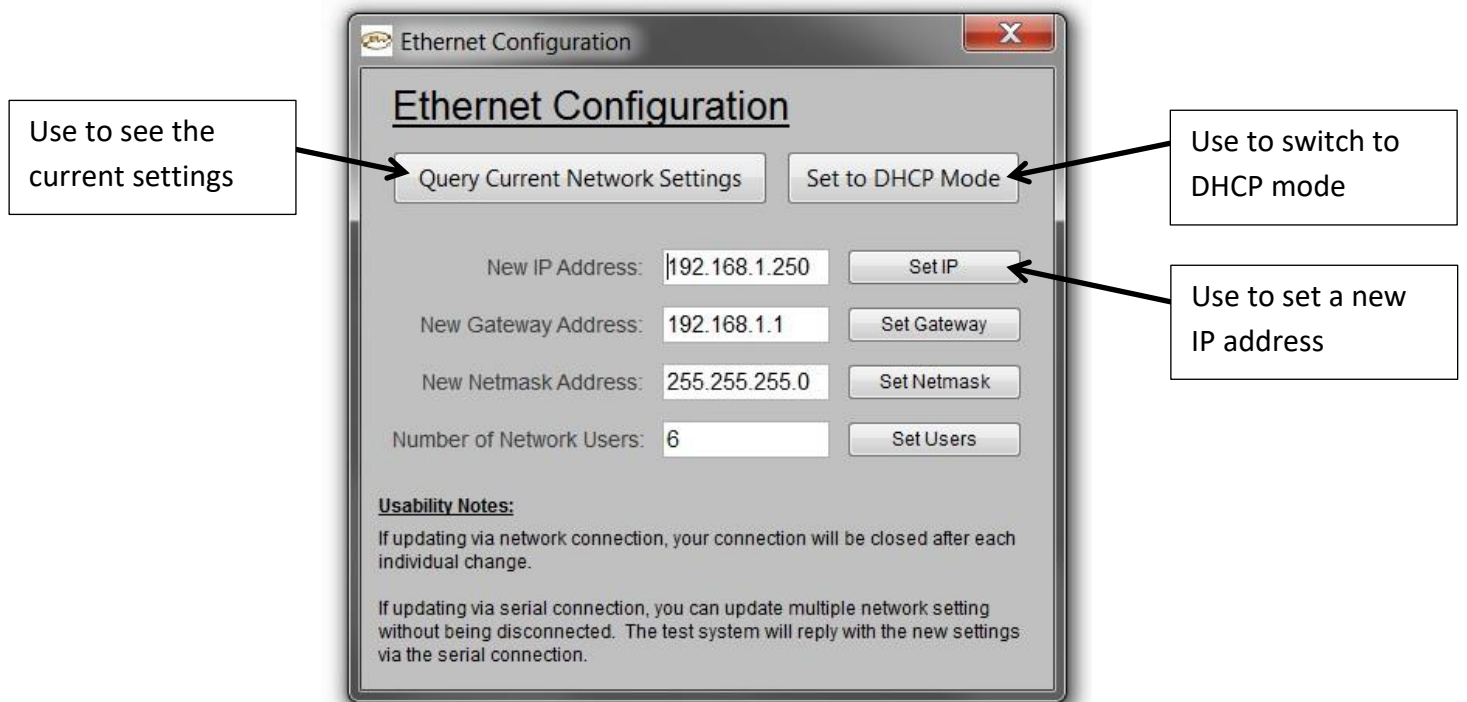 Ethernet Configuration
Ethernet Configuration
Use to see the
current settings
Query Current Network Settings
Set to DHCP Mode
Use to switch to
DHCP mode
New IP Address: 192.168.1.250 Set IP
Use to set a new
IP address
New Gateway Address: 192.168.1.1 Set Gateway
New Netmask Address: 255.255.255.0 Set Netmask
Number of Network Users: 6 Set Users
Usability Notes:
If updating via network connection, your connection will be closed after each
individual change.
If updating via serial connection, you can update multiple network setting
without being disconnected. The test system will reply with the new settings
via the serial connection.